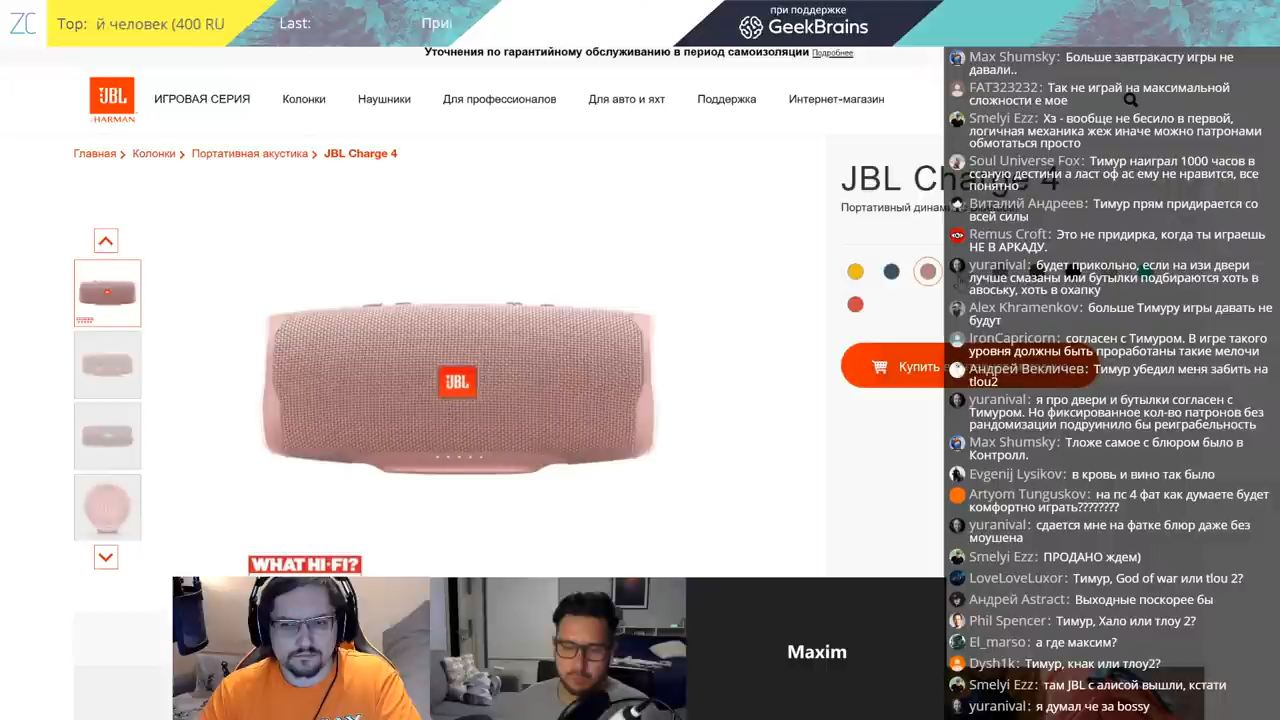 ZC
Top: й человек (400 RU
Last:
При
при поддержке
GeekBrains
Уточнения по гарантийному обслуживанию в период самоизоляции Подробнее
JBL
HARMAN
ИГРОВАЯ СЕРИЯ
Колонки
Наушники
Для профессионалов
Для авто и яхт
Поддержка
Интернет-магазин
Главная
Колонки
Портативная акустика
JBL Charge 4
JBL Charge 4
Портативный динам
Купить
JBL
WHAT HI-FI?
Maxim
Max Shumsky: Больше завтракасту игры не
давали..
FAT323232: Так не играй на максимальной
сложности е мое
Smelyi Ezz: Хз - вообще не бесило в первой,
логичная механика жеж иначе можно патронами
обмотаться просто
Soul Universe Fox: Тимур наиграл 1000 часов в
ссаную дестини а ласт оф ас ему не нравится, все
понятно
Виталий Андреев: Тимур прям придирается со
всей силы
Remus Croft: Это не придирка, когда ты играешь
НЕ В АРКАДУ.
yuranival: будет прикольно, если на изи двери
лучше смазаны или бутылки подбираются хоть в
авоську, хоть в охапку
Alex Khramenkov: больше Тимуру игры давать не
будут
IronCapricorn: согласен с Тимуром. В игре такого
уровня должны быть проработаны такие мелочи
Андрей Векличев: Тимур убедил меня забить на
tlou2
yuranival: я про двери и бутылки согласен с
Тимуром. Но фиксированное кол-во патронов без
рандомизации подруинило бы реиграбельность
Max Shumsky: Тложе самое с блюром было в
Контролл.
Evgenij Lysikov: в кровь и вино так было
Artyom Tunguskov: на пс 4 фат как думаете будет
комфортно играть????????
yuranival: сдается мне на фатке блюр даже без
моушена
Smelyi Ezz: ПРОДАНО ждем)
LoveLoveLuxor: Тимур, God of war или tlou 2?
Андрей Astract: Выходные поскорее бы
Phil Spencer: Тимур, Хало или тлоу 2?
El_marso: а где максим?
Dysh1k: Тимур, кнак или тлоу2?
Smelyi Ezz: там JBL с алисой вышли, кстати
yuranival: я думал че за bossy